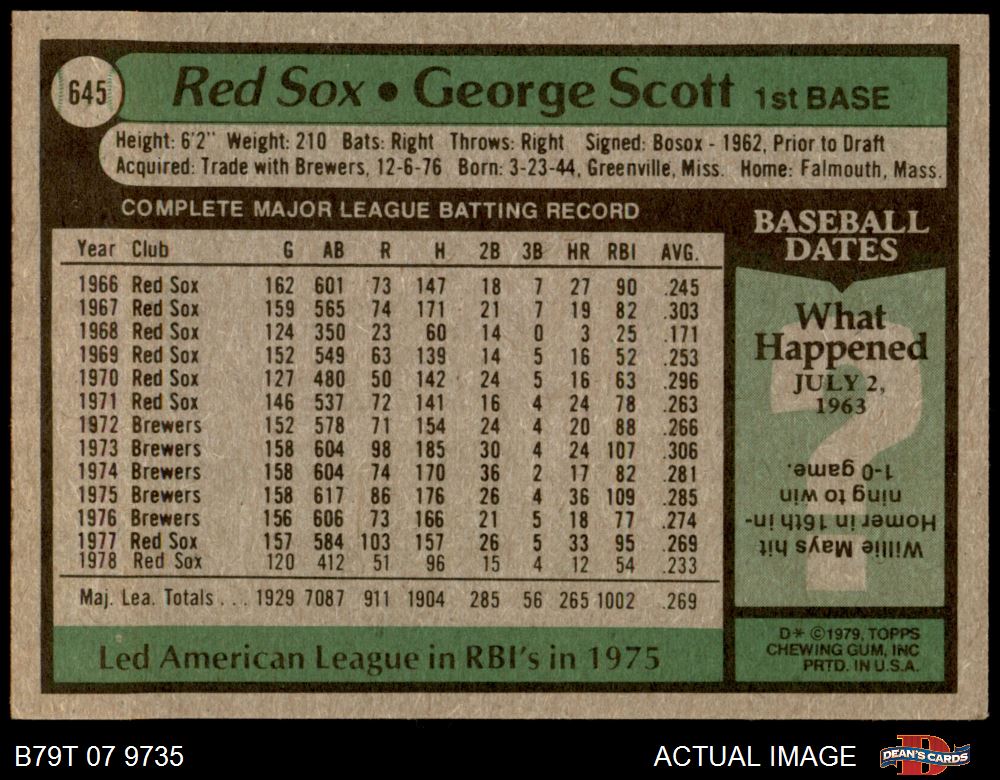 645
Red Sox • George Scott 1st BASE
Height: 6'2" Weight: 210 Bats: Right Throws: Right Signed: Bosox - 1962, Prior to Draft
Acquired: Trade with Brewers, 12-6-76 Born: 3-23-44, Greenville, Miss. Home: Falmouth, Mass.
COMPLETE MAJOR LEAGUE BATTING RECORD
Year Club G AB R H 2B 3B HR RBI AVG.
1966 Red Sox 162 601 73 147 18 7 27 90 .245
1967 Red Sox 159 565 74 171 21 7 19 82 .303
1968 Red Sox 124 350 23 60 14 0 3 25 .171
1969 Red Sox 152 549 63 139 14 5 16 52 .253
1970 Red Sox 127 480 50 142 24 5 16 63 .296
1971 Red Sox 146 537 72 141 16 4 24 78 .263
1972 Brewers 152 578 71 154 24 4 20 88 .266
1973 Brewers 158 604 98 185 30 4 24 107 .306
1974 Brewers 158 604 74 170 36 2 17 82 .281
1975 Brewers 158 617 86 176 26 4 36 109 .285
1976 Brewers 156 606 73 166 21 5 18 77 .274
1977 Red Sox 157 584 103 157 26 5 33 95 .269
1978 Red Sox 120 412 51 96 15 4 12 54 .233
Maj. Lea. Totals . . . 1929 7087 911 1904 285 56 265 1002 .269
Led American League in RBI's in 1975
BASEBALL
DATES
What
Happened
JULY 2,
1963
?
Willie Mays hit
Homer in 16th in-
ning to win
1-0 game.
D* ©1979, TOPPS
CHEWING GUM, INC
PRTD. IN U.S.A.
B79T 07 9735
ACTUAL IMAGE
DEAN'S CARDS